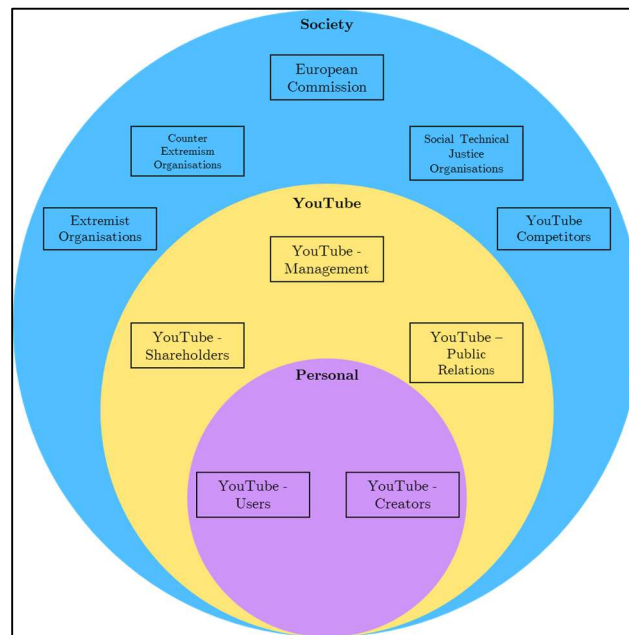 Society
European
Commission
Counter
Extremism
Organisations
Social Technical
Justice
Organisations
YouTube
Extremist
Organisations
YouTube
Competitors
YouTube -
Management
YouTube -
Shareholders
YouTube –
Public
Relations
Personal
YouTube -
Users
YouTube -
Creators